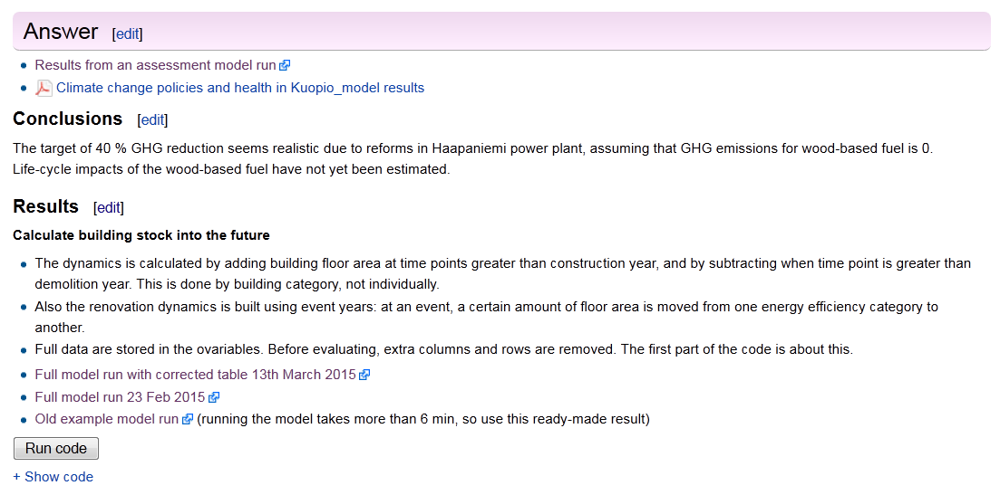 Answer [edit]
Results from an assessment model run
Climate change policies and health in Kuopio_model results
Conclusions [edit]
The target of 40 % GHG reduction seems realistic due to reforms in Haapaniemi power plant, assuming that GHG emissions for wood-based fuel is 0.
Life-cycle impacts of the wood-based fuel have not yet been estimated.
Results [edit]
Calculate building stock into the future
The dynamics is calculated by adding building floor area at time points greater than construction year, and by subtracting when time point is greater than
demolition year. This is done by building category, not individually.
Also the renovation dynamics is built using event years: at an event, a certain amount of floor area is moved from one energy efficiency category to
another.
Full data are stored in the ovariables. Before evaluating, extra columns and rows are removed. The first part of the code is about this.
Full model run with corrected table 13th March 2015
Full model run 23 Feb 2015
Old example model run (running the model takes more than 6 min, so use this ready-made result)
Run code
+ Show code